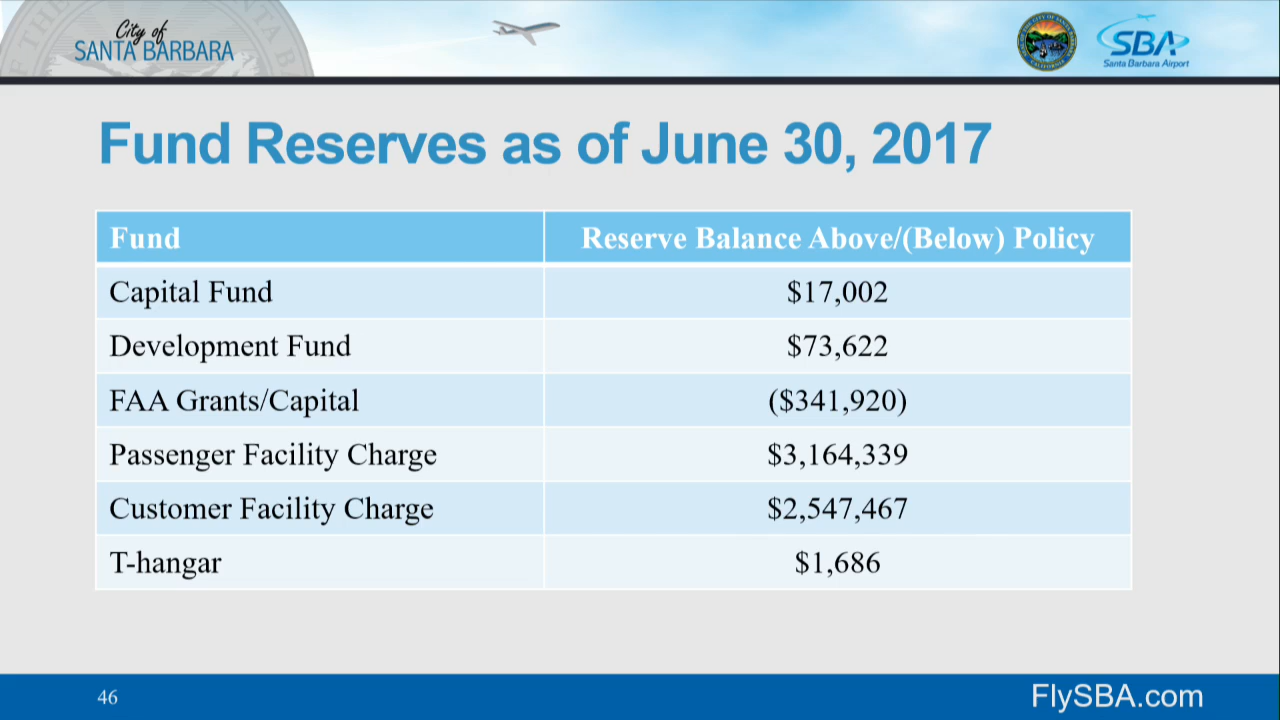 City of
SANTA BARBARA
SBA
Santa Barbara Airport
Fund Reserves as of June 30, 2017
Fund Reserve Balance Above/(Below) Policy
Capital Fund $17,002
Development Fund $73,622
FAA Grants/Capital ($341,920)
Passenger Facility Charge $3,164,339
Customer Facility Charge $2,547,467
T-hangar $1,686
46 FlySBA.com